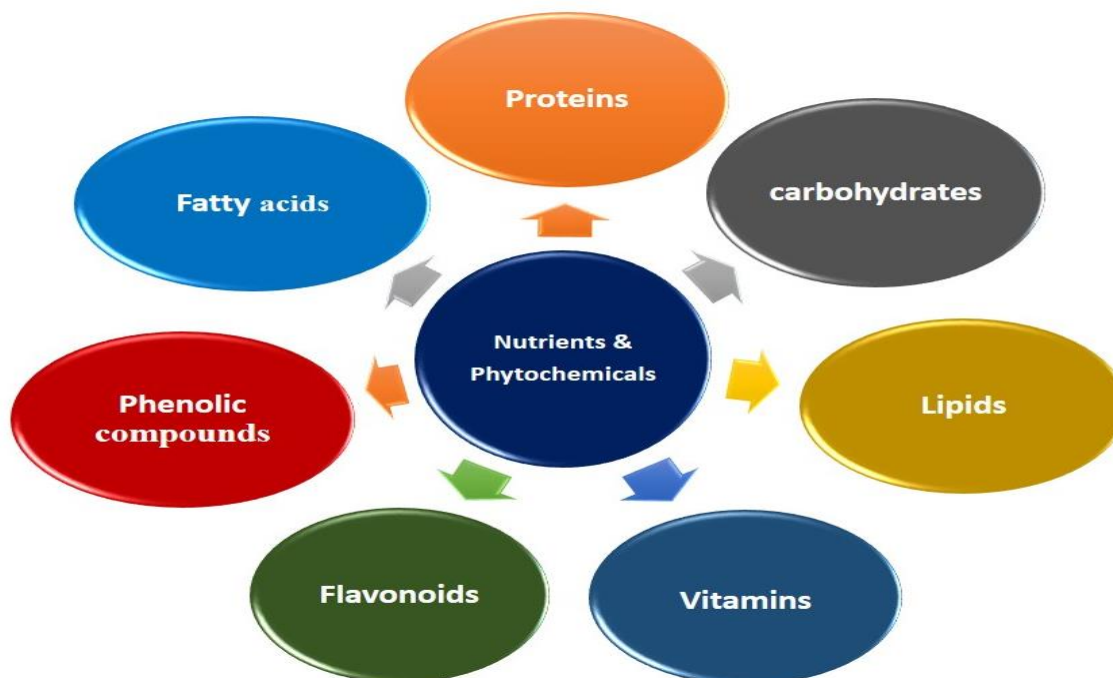 Proteins
carbohydrates
Fatty acids
Nutrients &
Phytochemicals
Lipids
Phenolic
compounds
Flavonoids
Vitamins